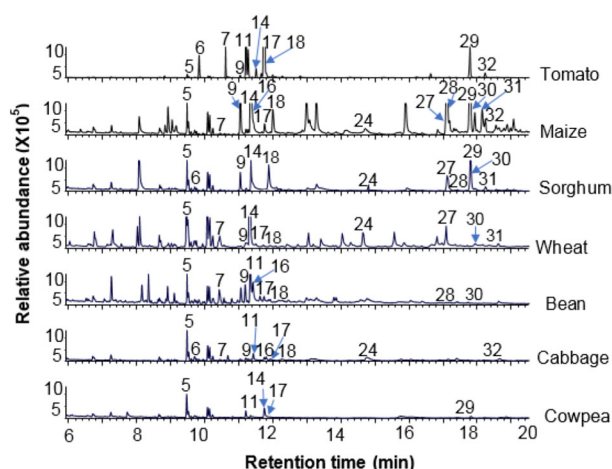 Relative abundance (X10⁵)
10
5
5 6 7 9 11 14 17 18 29 32
Tomato
10
5
5 7 9 14 16 17 18 24 27 28 29 30 31 32
Maize
10
5
5 6 7 9 14 18 24 27 28 29 30 31
Sorghum
10
5
5 7 9 14 17 18 24 27 30 31
Wheat
10
5
5 7 9 11 16 17 18 28 30
Bean
10
5
5 6 7 9 11 16 17 18 24 32
Cabbage
10
5
5 11 14 17 29
Cowpea
6 8 10 12 14 16 18 20
Retention time (min)